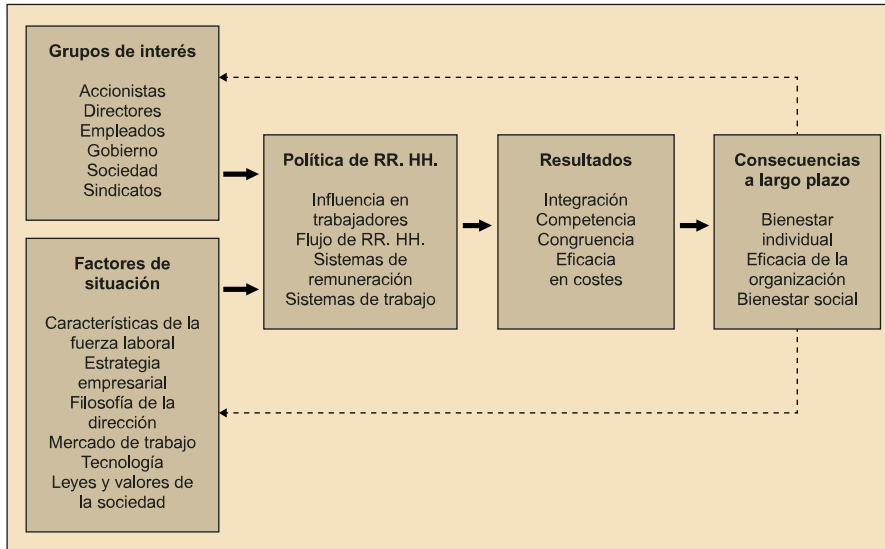 Grupos de interés
Accionistas
Directores
Empleados
Gobierno
Sociedad
Sindicatos
Factores de
situación
Características de la
fuerza laboral
Estrategia
empresarial
Filosofía de la
dirección
Mercado de trabajo
Tecnología
Leyes y valores de
la sociedad
Política de RR. HH.
Influencia en
trabajadores
Flujo de RR. HH.
Sistemas de
remuneración
Sistemas de trabajo
Resultados
Integración
Competencia
Congruencia
Eficacia
en costes
Consecuencias
a largo plazo
Bienestar
individual
Eficacia de la
organización
Bienestar social